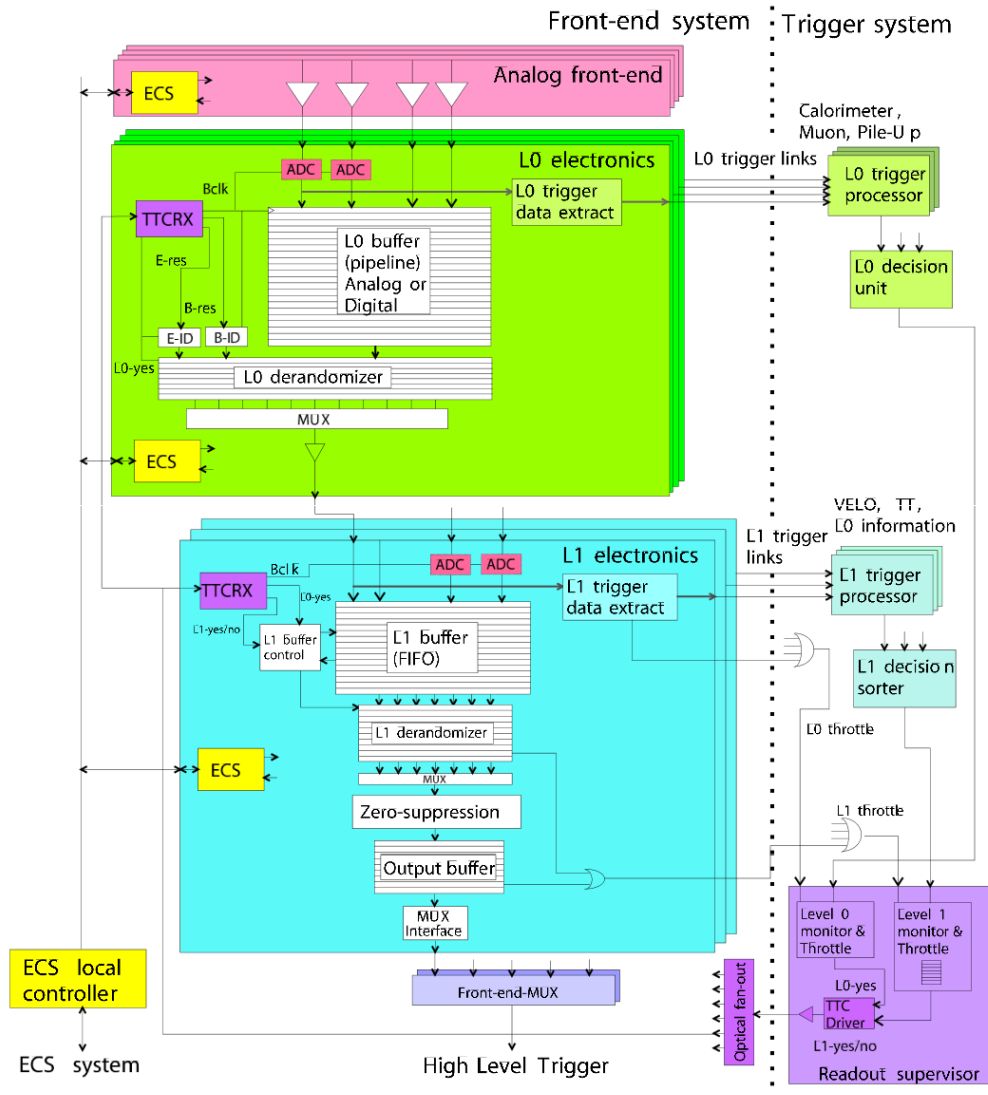 Front-end system
Trigger system
Analog front-end
ECS
Calorimeter,
Muon, Pile-Up
L0 electronics
L0 trigger links
ADC
ADC
L0 trigger
data extract
L0 trigger
processor
Bclk
TTCRX
L0 buffer
(pipeline)
Analog or
Digital
L0 decision
unit
E-res
B-res
E-ID
B-ID
L0-yes
L0 derandomizer
MUX
ECS
VELO, TT,
L0 information
L1 electronics
L1 trigger
links
ADC
ADC
Bclk
TTCRX
L1 trigger
data extract
L1 trigger
processor
L0-yes
L1-yes/no
L1 buffer
control
L1 buffer
(FIFO)
L1 decision
sorter
L1 derandomizer
L0 throttle
ECS
MUX
Zero-suppression
L1 throttle
Output buffer
MUX
Interface
Level 0
monitor &
Throttle
Level 1
monitor &
Throttle
ECS local
controller
Front-end-MUX
Optical fan-out
L0-yes
TTC
Driver
L1-yes/no
ECS system
High Level Trigger
Readout supervisor